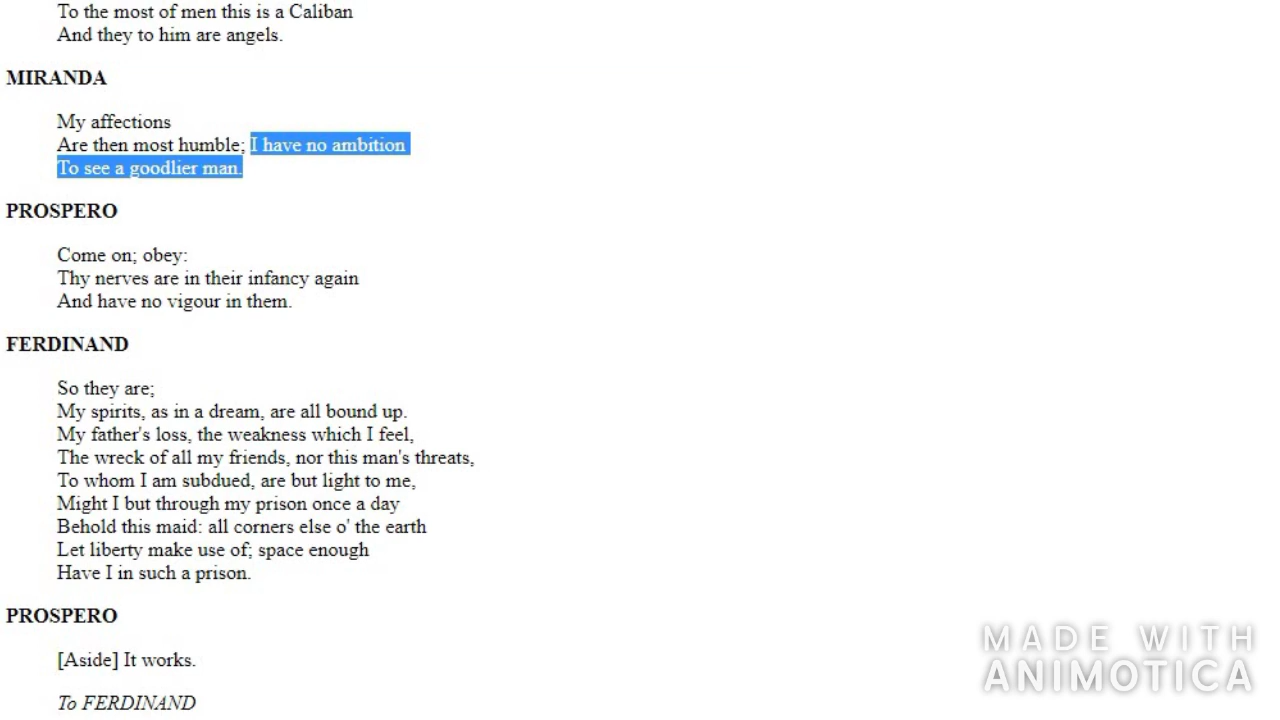 To the most of men this is a Caliban
And they to him are angels.
MIRANDA
My affections
Are then most humble; I have no ambition
To see a goodlier man.
PROSPERO
Come on; obey:
Thy nerves are in their infancy again
And have no vigour in them.
FERDINAND
So they are;
My spirits, as in a dream, are all bound up.
My father's loss, the weakness which I feel,
The wreck of all my friends, nor this man's threats,
To whom I am subdued, are but light to me,
Might I but through my prison once a day
Behold this maid: all corners else o' the earth
Let liberty make use of; space enough
Have I in such a prison.
PROSPERO
[Aside] It works.
To FERDINAND
MADE WITH
ANIMOTICA